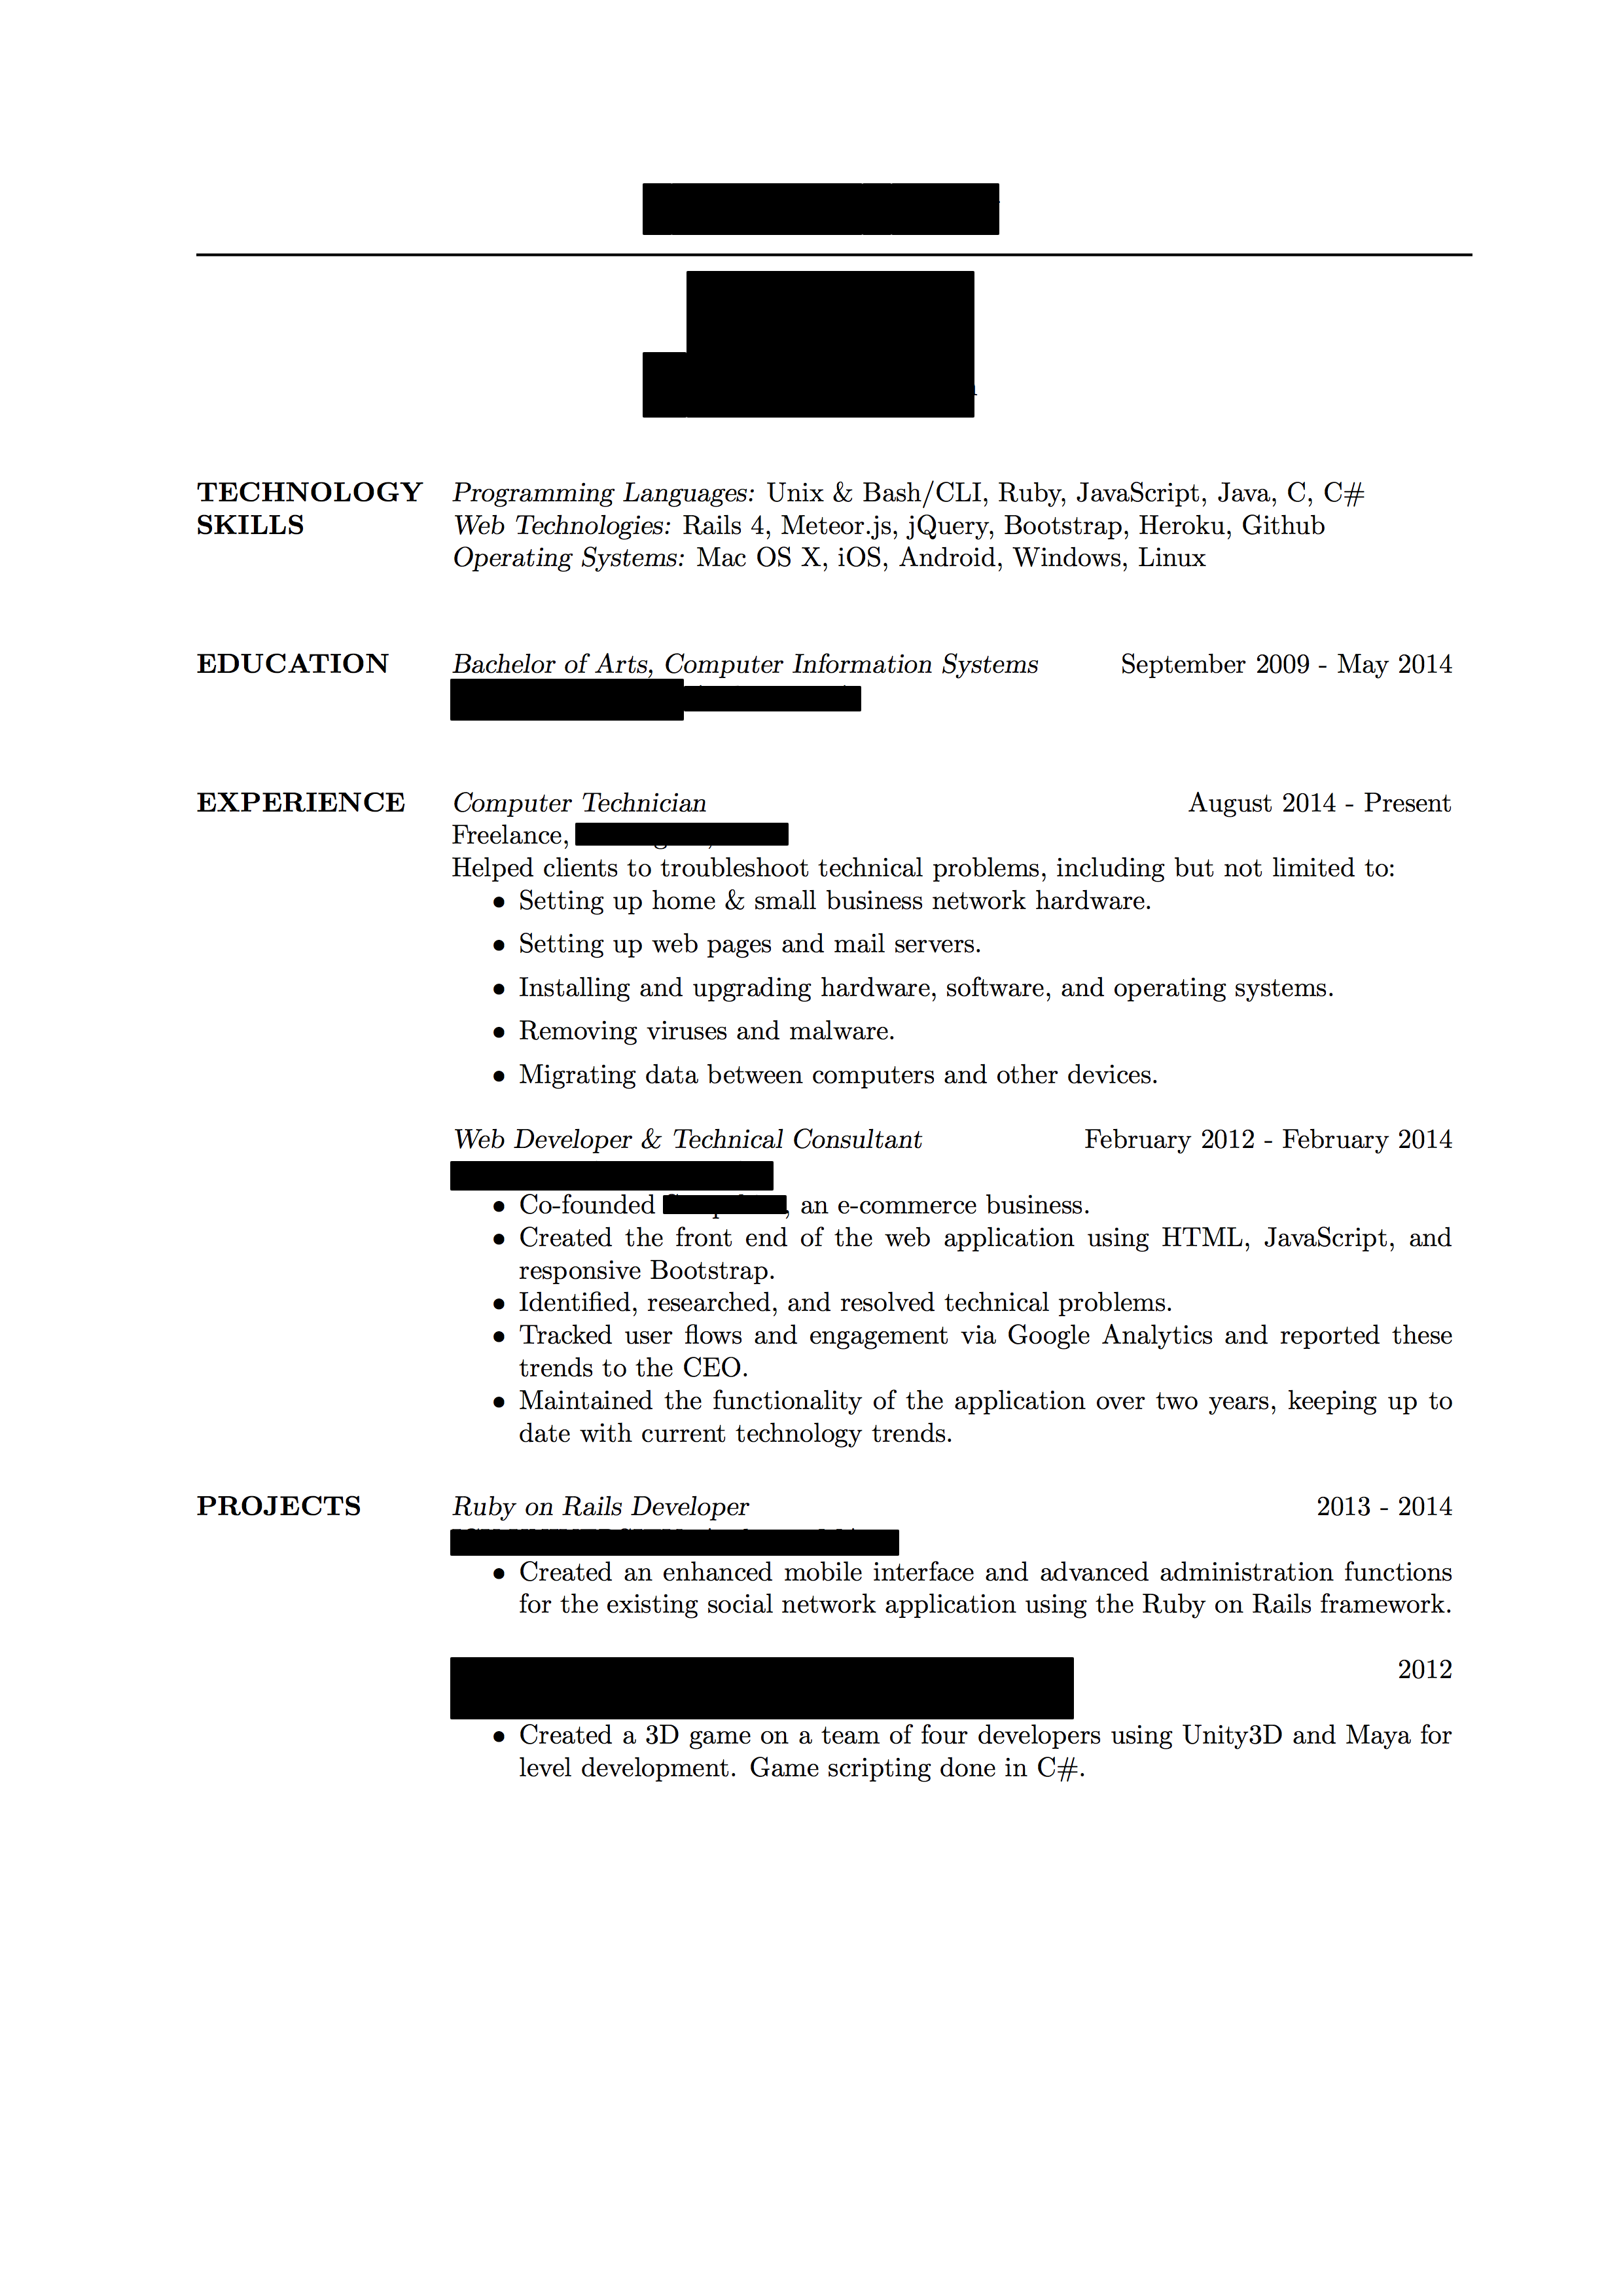 TECHNOLOGY SKILLS
Programming Languages: Unix & Bash/CLI, Ruby, JavaScript, Java, C, C#
Web Technologies: Rails 4, Meteor.js, jQuery, Bootstrap, Heroku, Github
Operating Systems: Mac OS X, iOS, Android, Windows, Linux
EDUCATION
Bachelor of Arts, Computer Information Systems September 2009 - May 2014
EXPERIENCE
Computer Technician August 2014 - Present
Freelance,
Helped clients to troubleshoot technical problems, including but not limited to:
• Setting up home & small business network hardware.
• Setting up web pages and mail servers.
• Installing and upgrading hardware, software, and operating systems.
• Removing viruses and malware.
• Migrating data between computers and other devices.
Web Developer & Technical Consultant February 2012 - February 2014
• Co-founded , an e-commerce business.
• Created the front end of the web application using HTML, JavaScript, and
responsive Bootstrap.
• Identified, researched, and resolved technical problems.
• Tracked user flows and engagement via Google Analytics and reported these
trends to the CEO.
• Maintained the functionality of the application over two years, keeping up to
date with current technology trends.
PROJECTS
Ruby on Rails Developer 2013 - 2014
• Created an enhanced mobile interface and advanced administration functions
for the existing social network application using the Ruby on Rails framework.
2012
• Created a 3D game on a team of four developers using Unity3D and Maya for
level development. Game scripting done in C#.